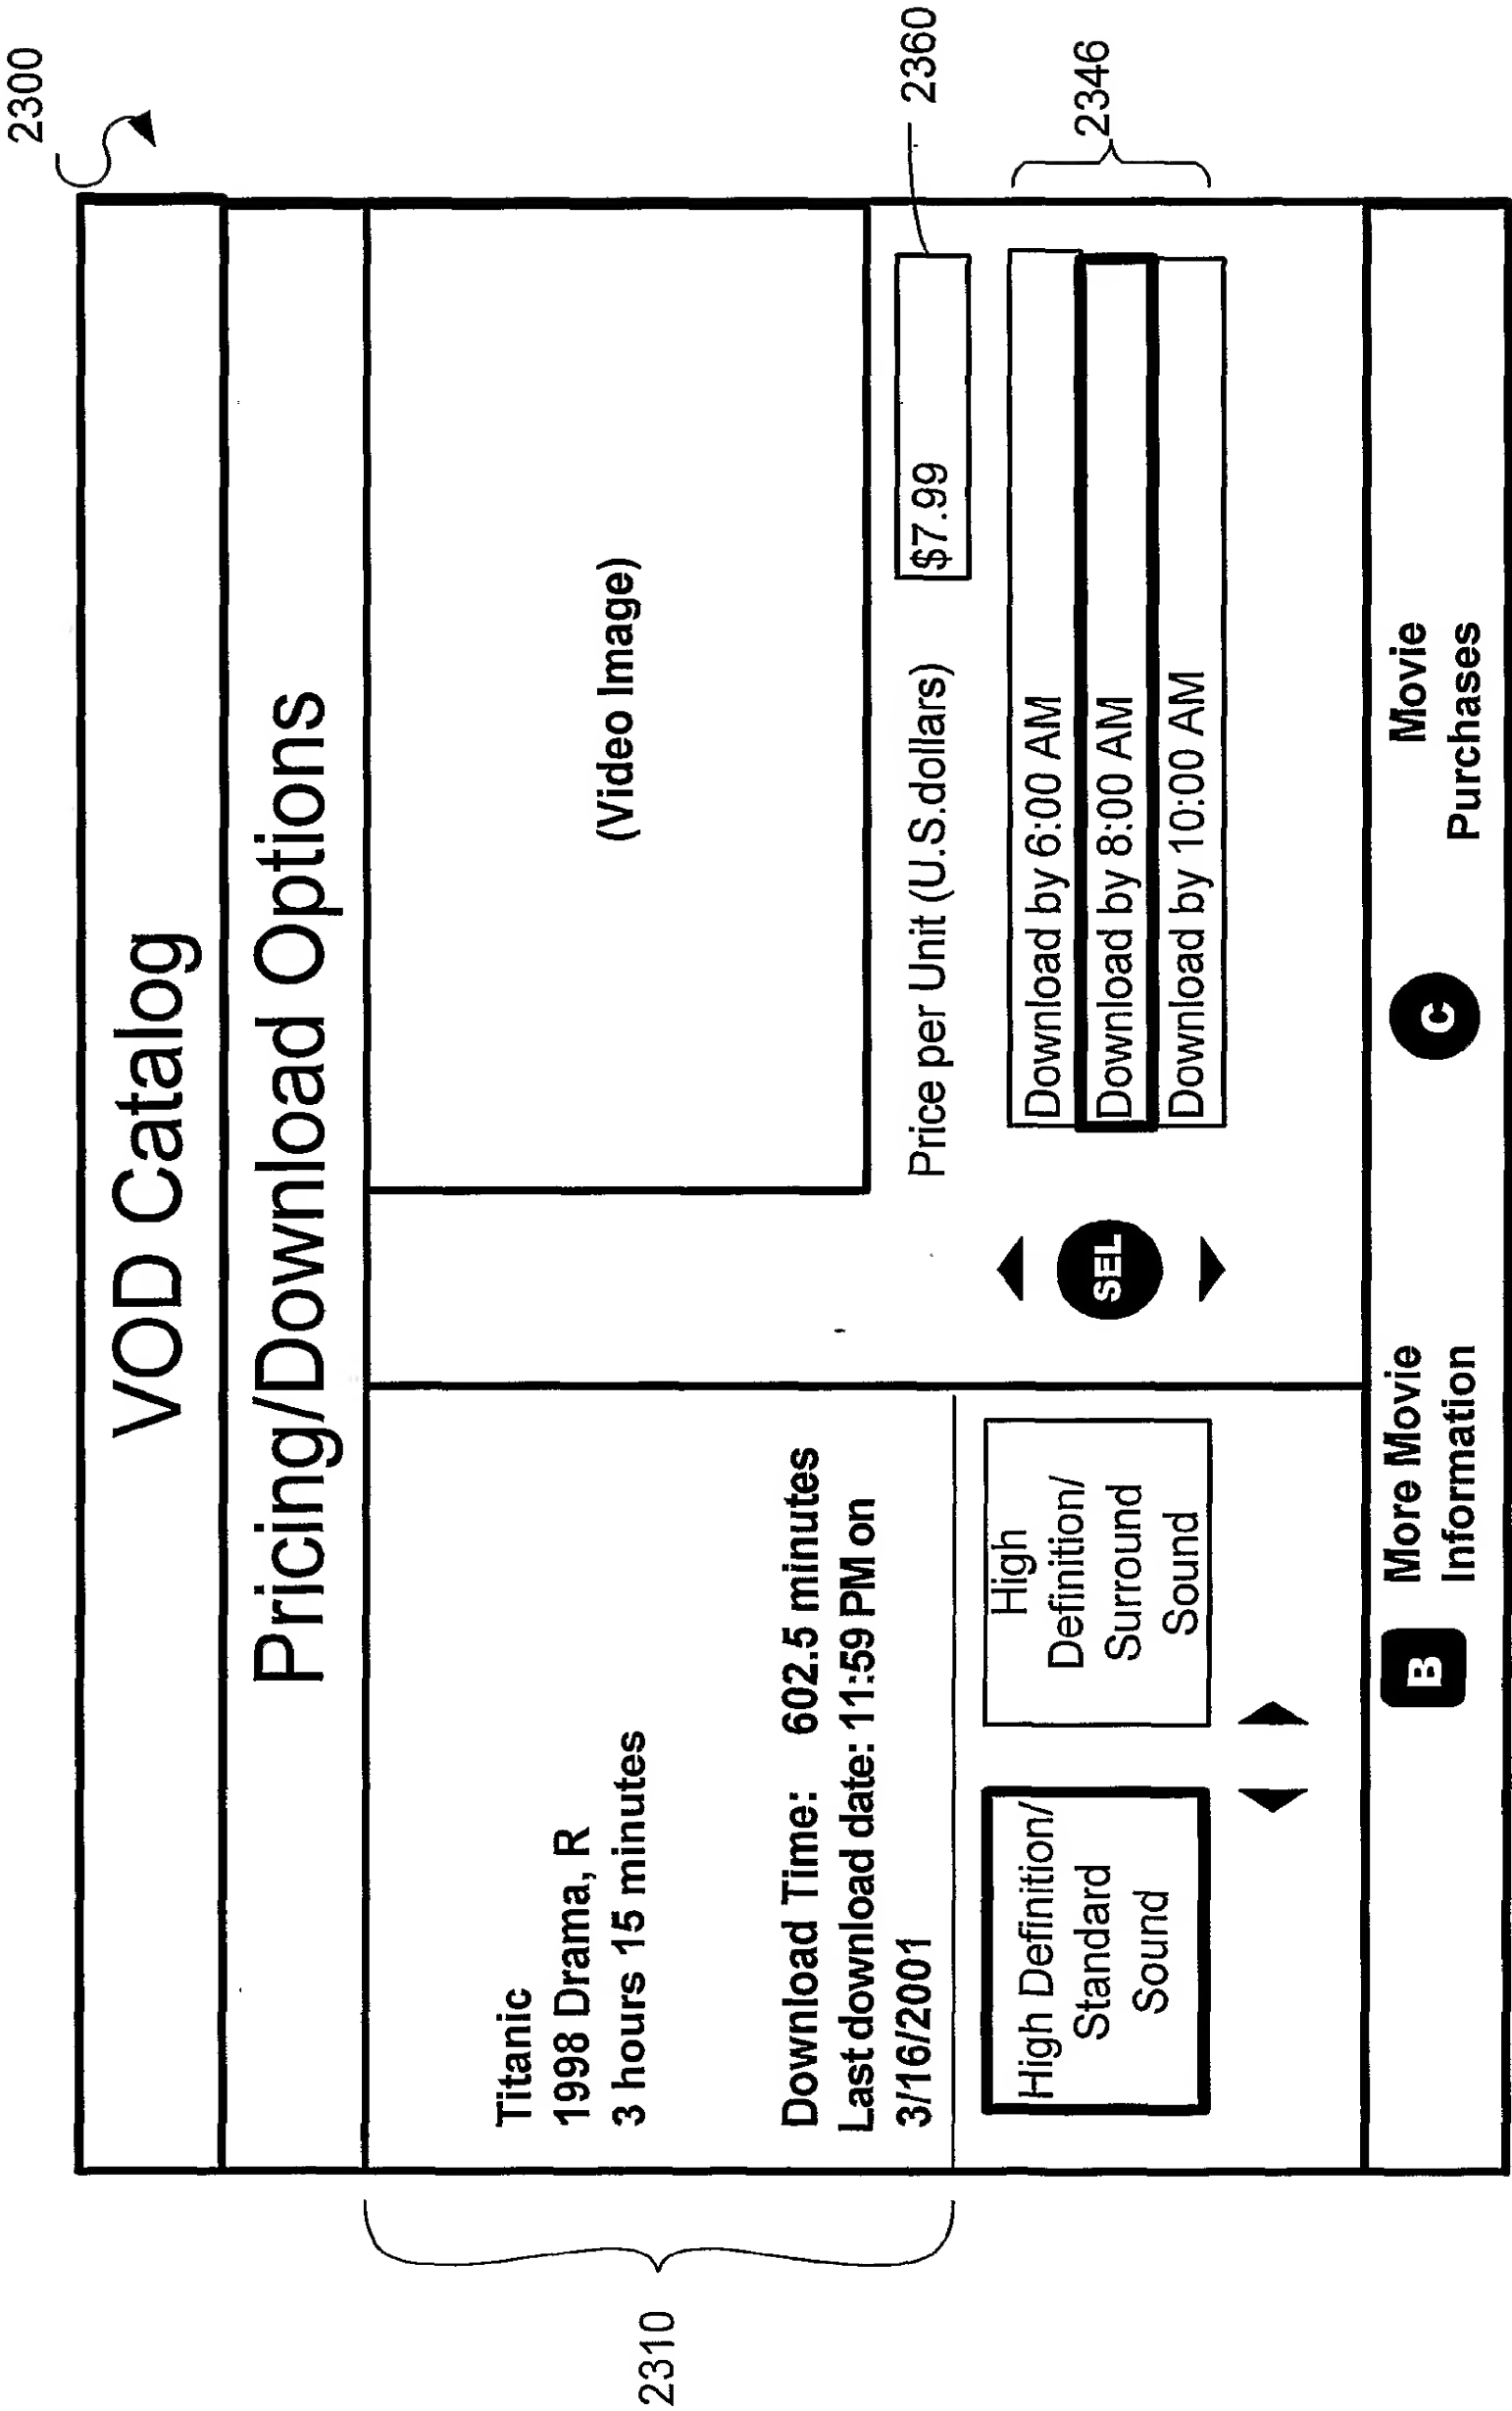 2300
VOD Catalog
Pricing/Download Options
2310
Titanic
1998 Drama, R
3 hours 15 minutes
Download Time: 602.5 minutes
Last download date: 11:59 PM on
3/16/2001
(Video Image)
Price per Unit (U.S.dollars)
$7.99
2360
High Definition/
Standard
Sound
High
Definition/
Surround
Sound
SEL
Download by 6:00 AM
Download by 8:00 AM
Download by 10:00 AM
2346
B
More Movie
Information
C
Movie
Purchases